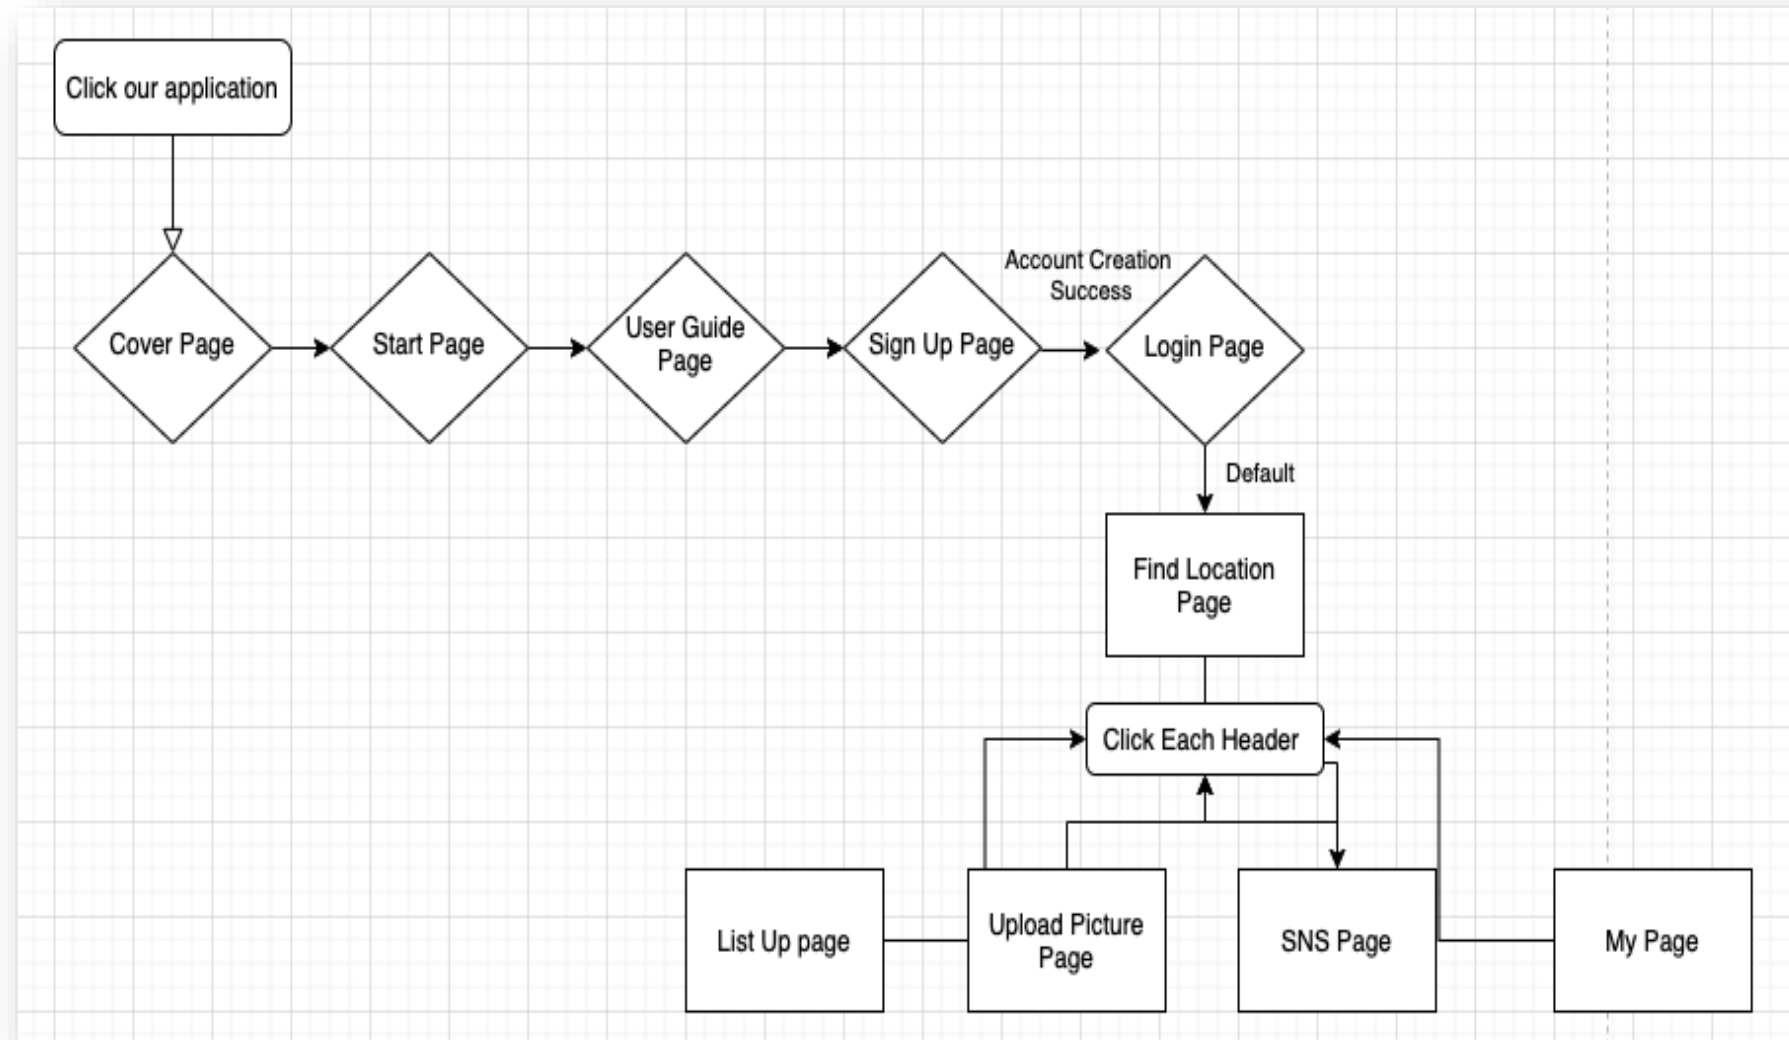 Click our application
Cover Page
Start Page
User Guide
Page
Sign Up Page
Account Creation
Success
Login Page
Default
Find Location
Page
Click Each Header
List Up page
Upload Picture
Page
SNS Page
My Page